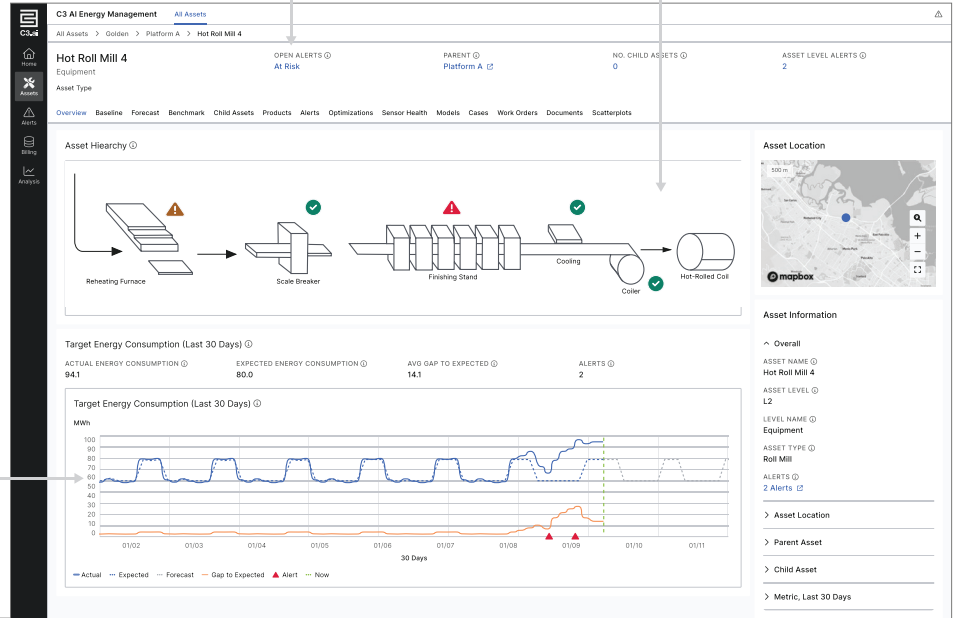 C3.ai
Home
Assets
Alerts
Billing
Analysis
C3 AI Energy Management
All Assets
All Assets > Golden > Platform A > Hot Roll Mill 4
Hot Roll Mill 4
Equipment
Asset Type
OPEN ALERTS
At Risk
PARENT
Platform A
NO. CHILD ASSETS
0
ASSET LEVEL ALERTS
2
Overview Baseline Forecast Benchmark Child Assets Products Alerts Optimizations Sensor Health Models Cases Work Orders Documents Scatterplots
Asset Hiearchy
Reheating Furnace
Scale Breaker
Finishing Stand
Cooling
Coiler
Hot-Rolled Coil
Target Energy Consumption (Last 30 Days)
ACTUAL ENERGY CONSUMPTION
94.1
EXPECTED ENERGY CONSUMPTION
80.0
AVG GAP TO EXPECTED
14.1
ALERTS
2
Target Energy Consumption (Last 30 Days)
MWh
100
90
80
70
60
50
40
30
20
10
0
01/02 01/03 01/04 01/05 01/06 01/07 01/08 01/09 01/10 01/11
30 Days
Actual Expected Forecast Gap to Expected Alert Now
Asset Location
500 m
mapbox
Asset Information
Overall
ASSET NAME
Hot Roll Mill 4
ASSET LEVEL
L2
LEVEL NAME
Equipment
ASSET TYPE
Roll Mill
ALERTS
2 Alerts
Asset Location
Parent Asset
Child Asset
Metric, Last 30 Days